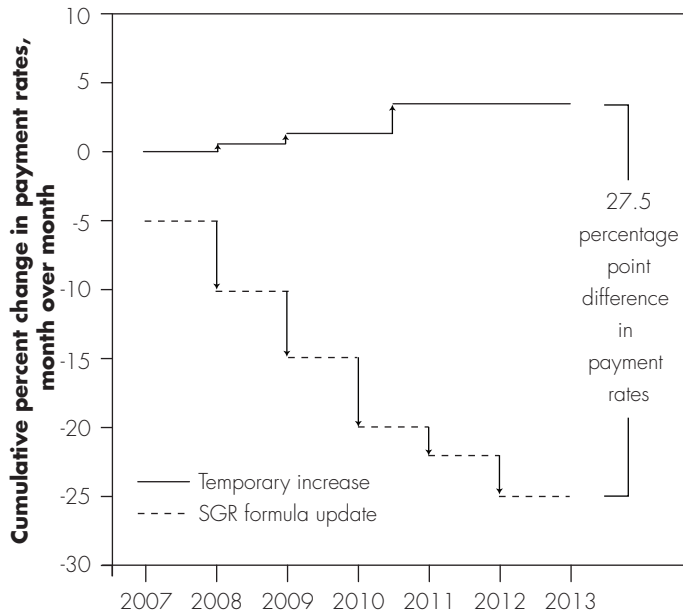 Cumulative percent change in payment rates,
month over month
10
5
0
-5
-10
-15
-20
-25
-30
27.5
percentage
point
difference
in
payment
rates
Temporary increase
SGR formula update
2007 2008 2009 2010 2011 2012 2013